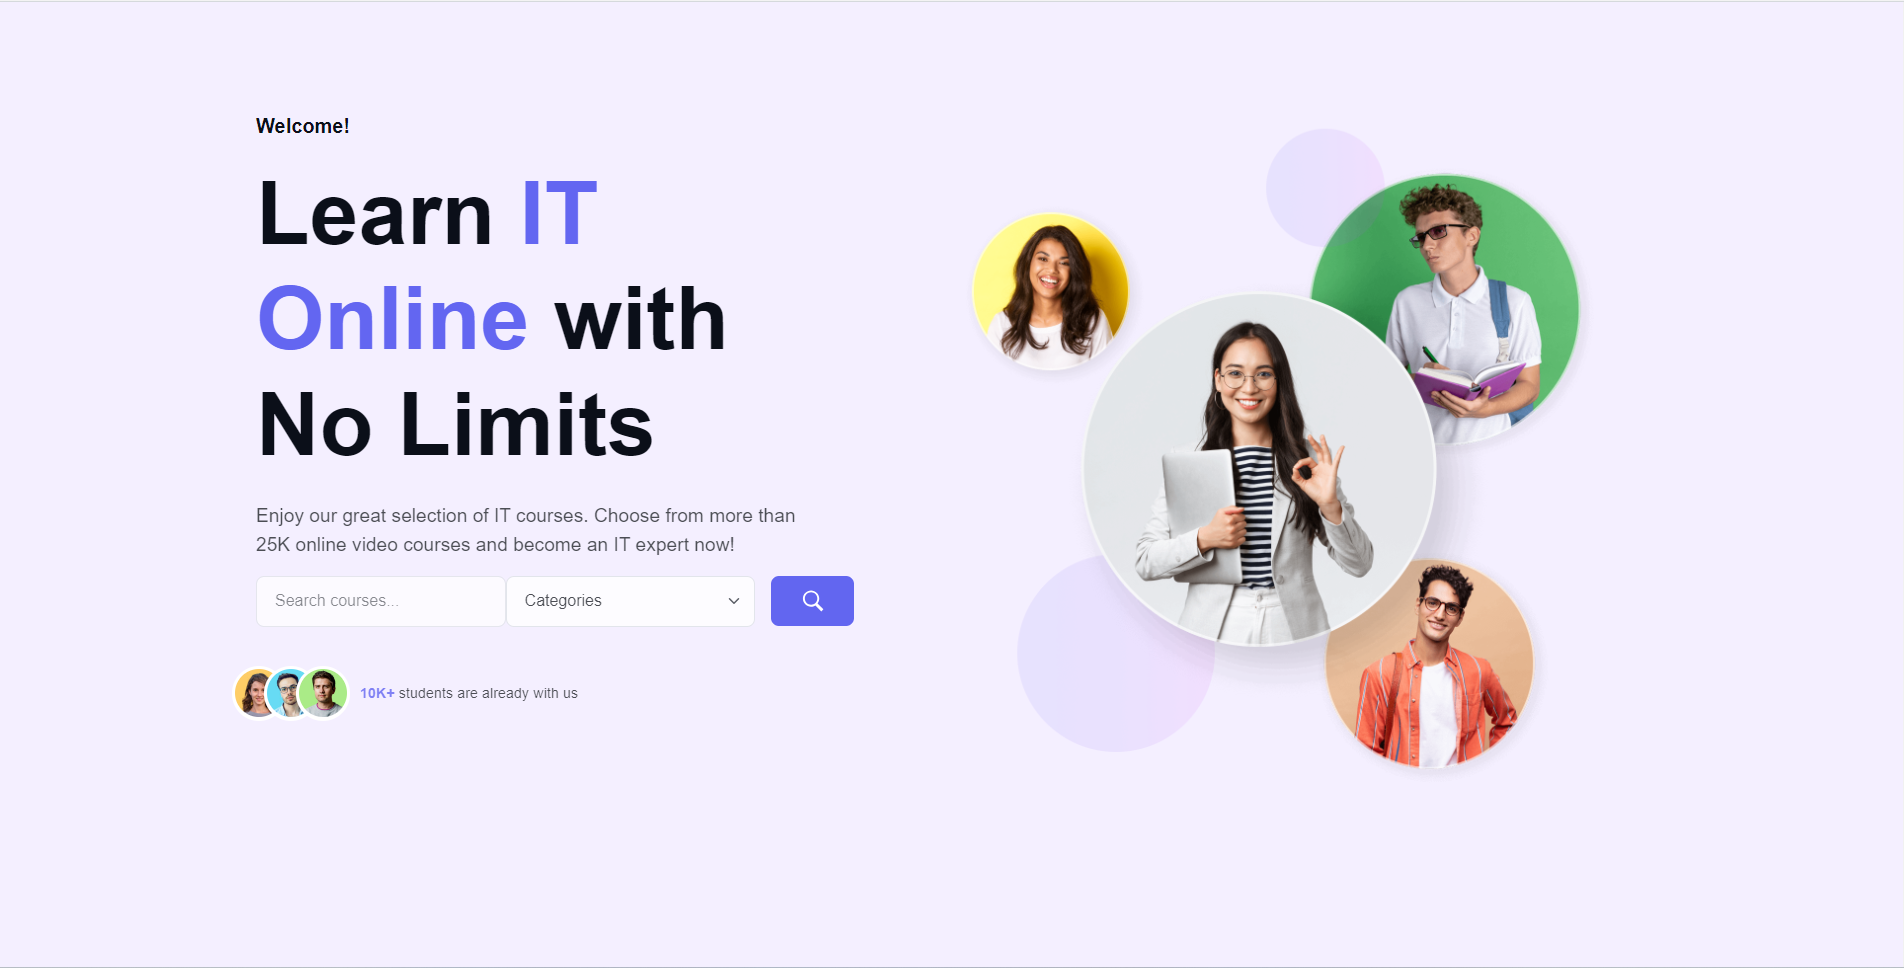 Welcome!
Learn IT
Online with
No Limits
Enjoy our great selection of IT courses. Choose from more than
25K online video courses and become an IT expert now!
Search courses...
Categories
10K+ students are already with us